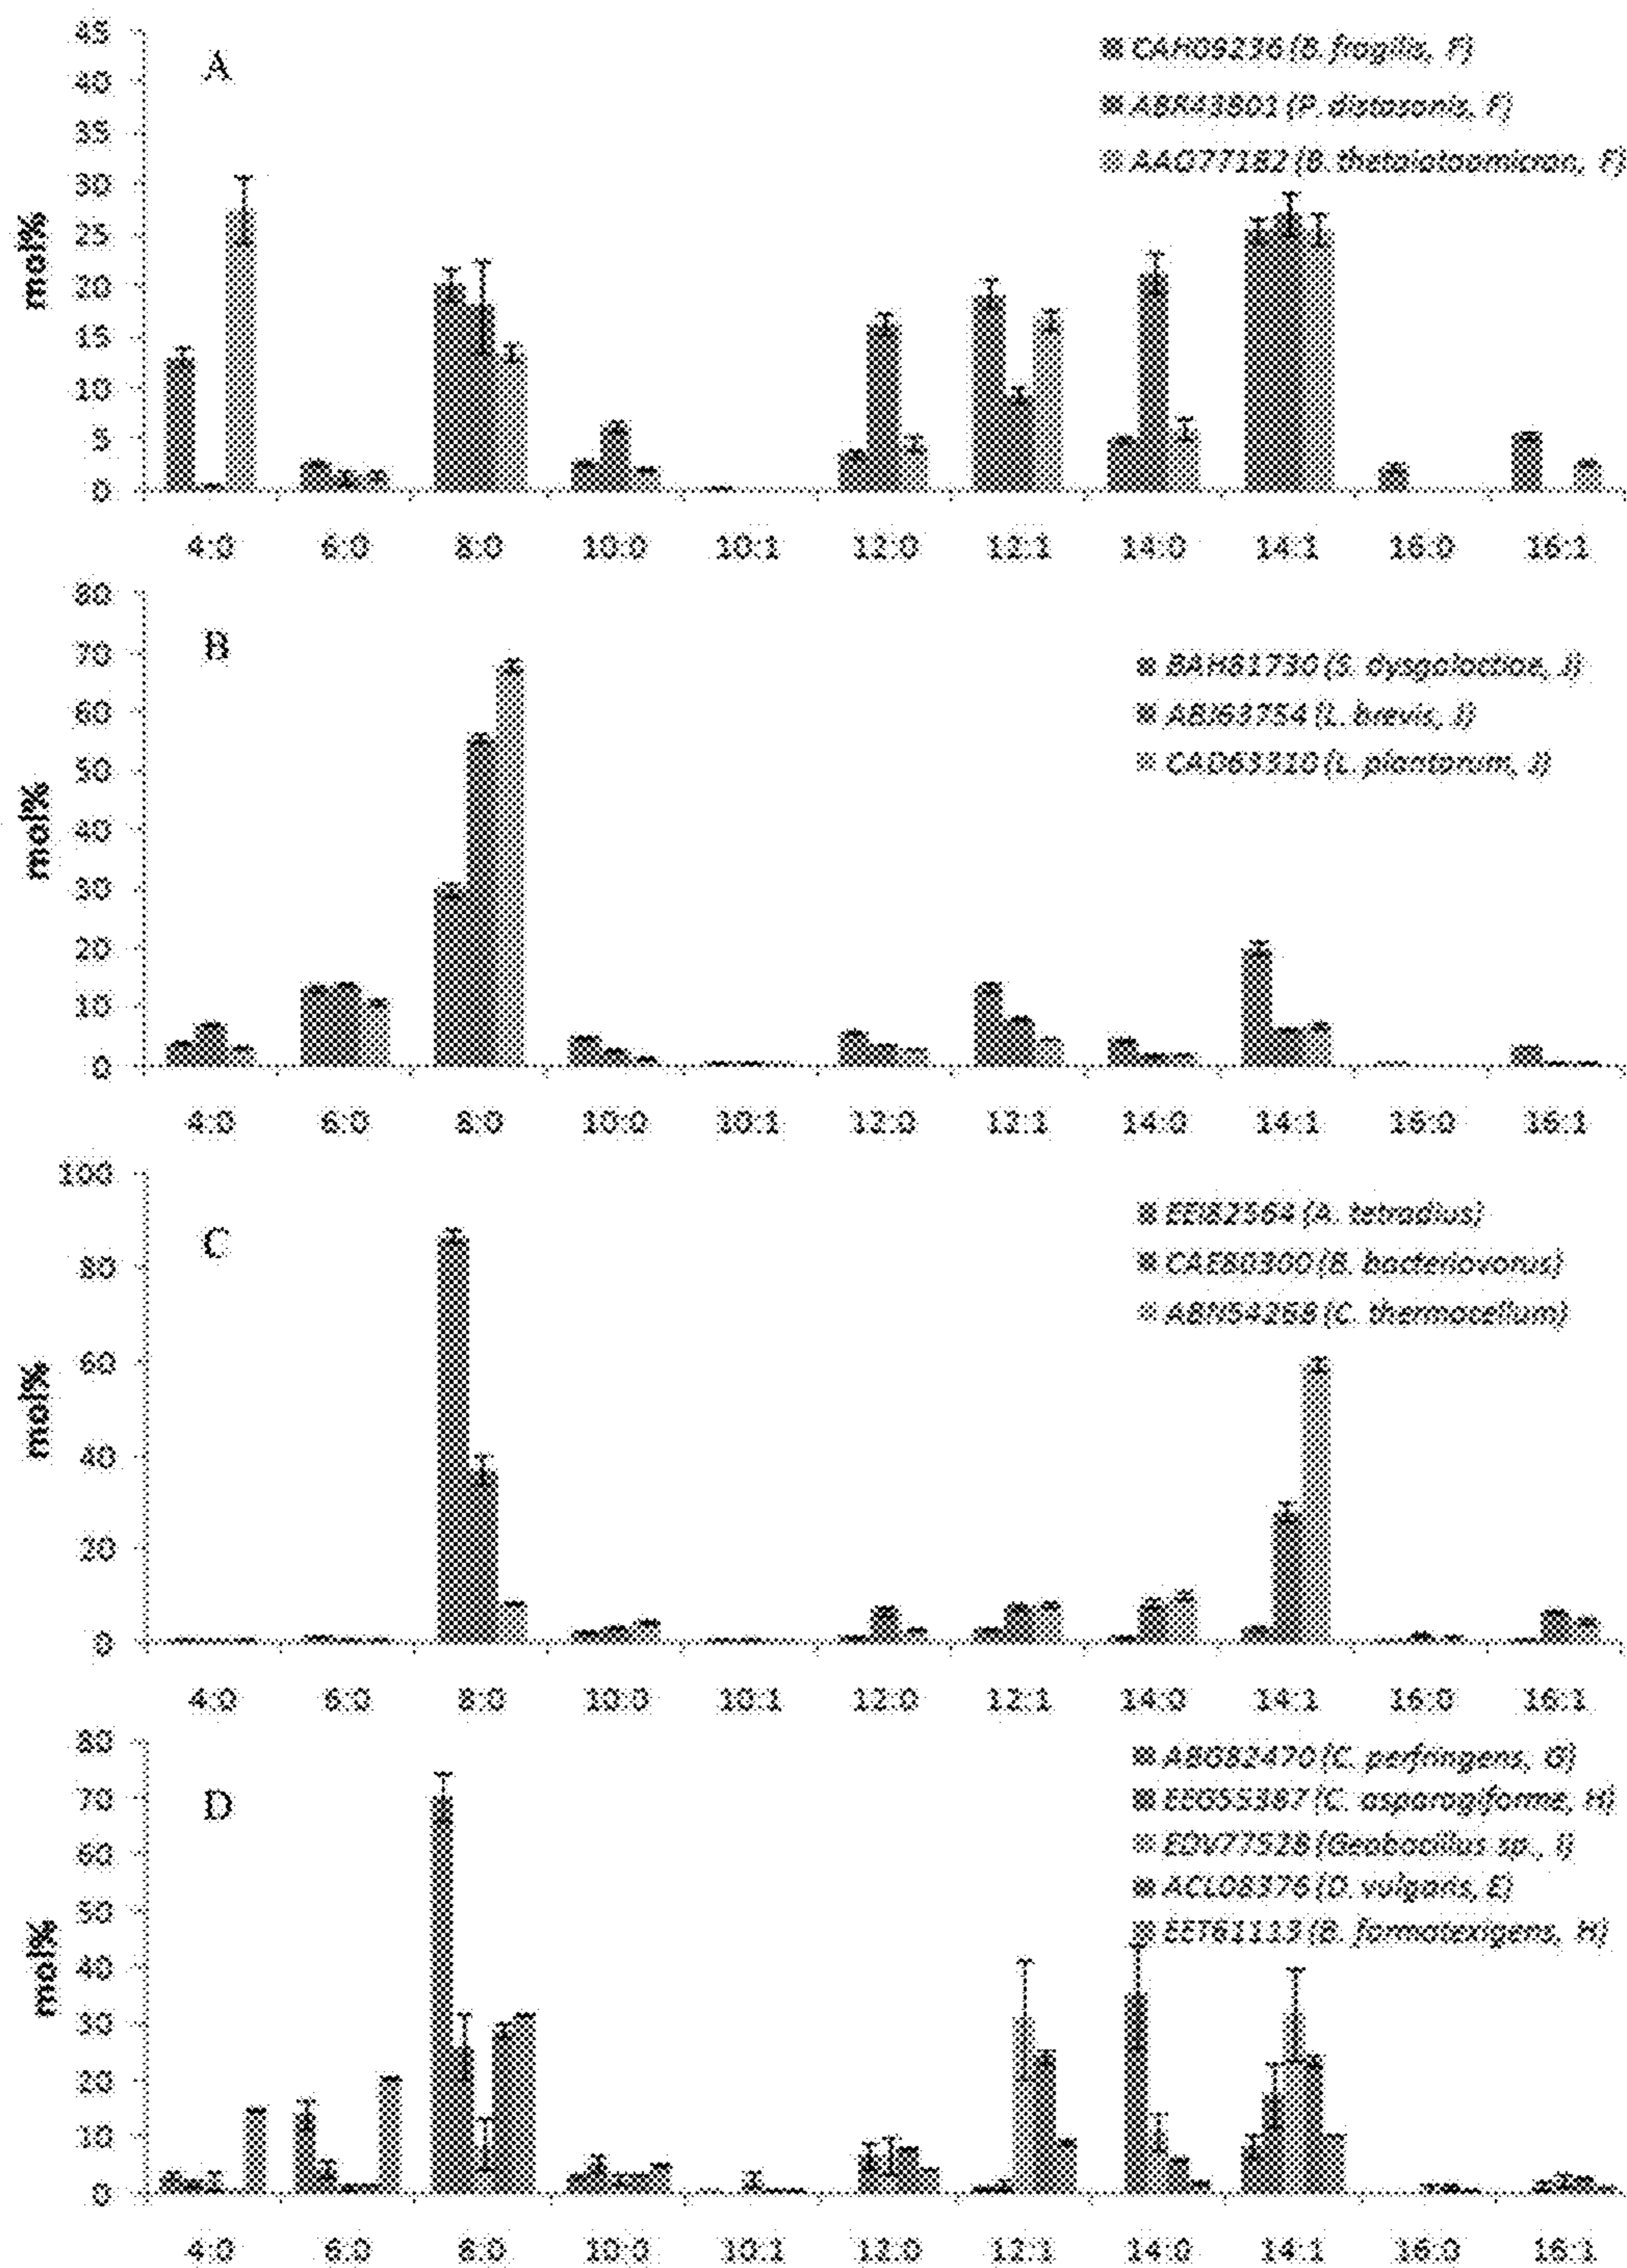 A
CAH09236 (B. fragilis, F)
ABR43801 (P. distasonis, F)
AAO77182 (B. thetaiotaomicron, F)
mol%
45
40
35
30
25
20
15
10
5
0
4:0 6:0 8:0 10:0 10:1 12:0 12:1 14:0 14:1 16:0 16:1
B
BAH81730 (S. dysgalactiae, J)
ABJ63754 (L. brevis, J)
CAD63310 (L. plantarum, J)
mol%
80
70
60
50
40
30
20
10
0
4:0 6:0 8:0 10:0 10:1 12:0 12:1 14:0 14:1 16:0 16:1
C
EEI82564 (A. tetradius)
CAE80300 (B. bacteriovorus)
ABN54268 (C. thermocellum)
mol%
100
80
60
40
20
0
4:0 6:0 8:0 10:0 10:1 12:0 12:1 14:0 14:1 16:0 16:1
D
ABG82470 (C. perfringens, G)
EEG55387 (C. asparagiforme, H)
EDV77528 (Geobacillus sp., I)
ACL08376 (D. vulgaris, E)
EET61113 (B. formatexigens, H)
mol%
80
70
60
50
40
30
20
10
0
4:0 6:0 8:0 10:0 10:1 12:0 12:1 14:0 14:1 16:0 16:1